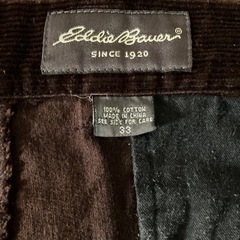 Eddie Bauer®
SINCE 1920
100% COTTON
MADE IN CHINA
SEE SIDE FOR CARE
33